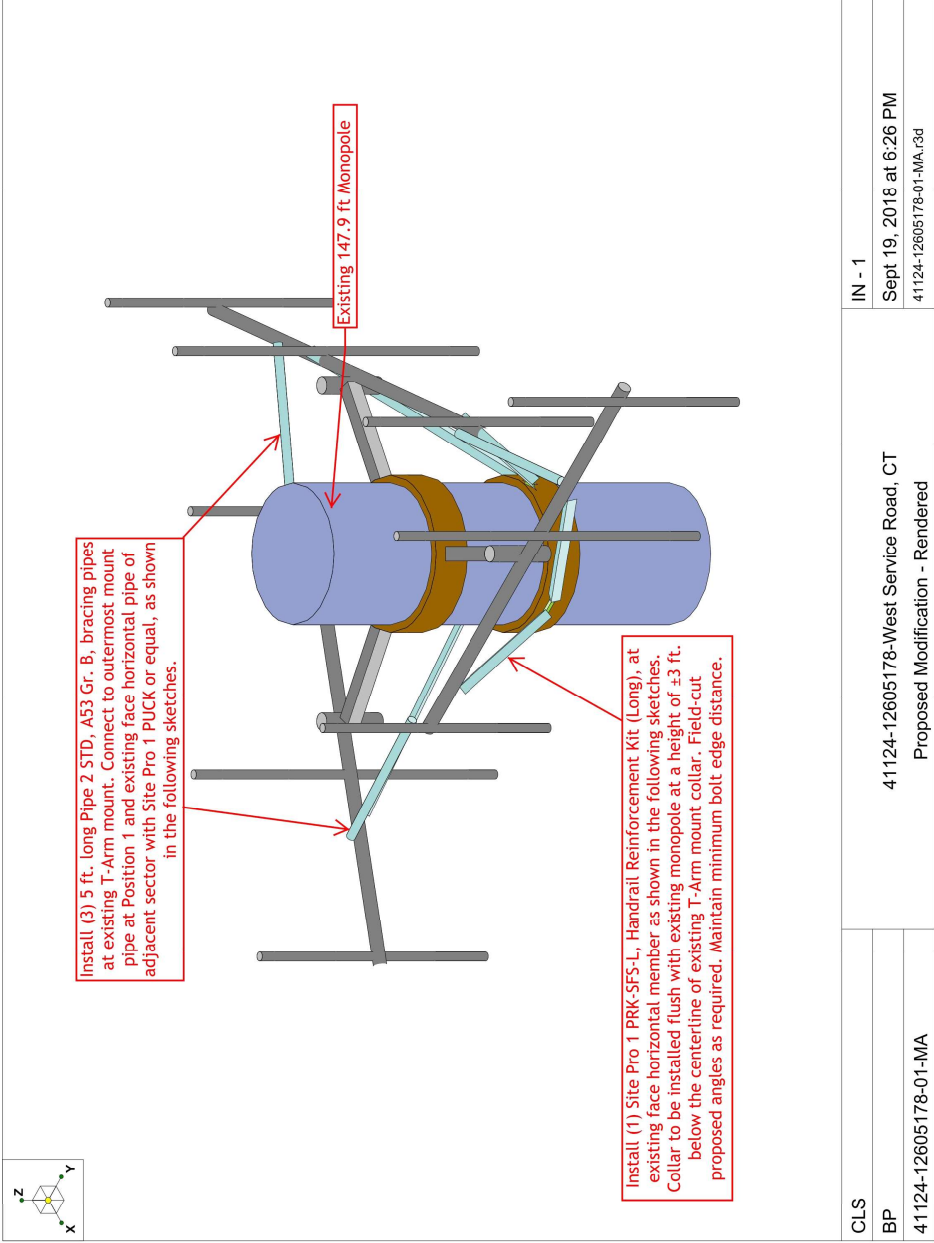 Z
X
Y
Install (3) 5 ft. long Pipe 2 STD, A53 Gr. B, bracing pipes
at existing T-Arm mount. Connect to outermost mount
pipe at Position 1 and existing face horizontal pipe of
adjacent sector with Site Pro 1 PUCK or equal, as shown
in the following sketches.
Existing 147.9 ft Monopole
Install (1) Site Pro 1 PRK-SFS-L, Handrail Reinforcement Kit (Long), at
existing face horizontal member as shown in the following sketches.
Collar to be installed flush with existing monopole at a height of ±3 ft.
below the centerline of existing T-Arm mount collar. Field-cut
proposed angles as required. Maintain minimum bolt edge distance.
CLS
BP
41124-12605178-01-MA
41124-12605178-West Service Road, CT
Proposed Modification - Rendered
IN - 1
Sept 19, 2018 at 6:26 PM
41124-12605178-01-MA.r3d